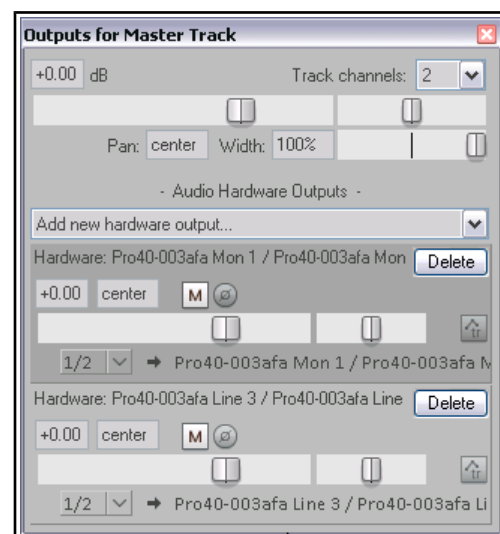 Outputs for Master Track
+0.00 dB Track channels: 2
Pan: center Width: 100%
- Audio Hardware Outputs -
Add new hardware output...
Hardware: Pro40-003afa Mon 1 / Pro40-003afa Mon Delete
+0.00 center M ø
tr
1/2 → Pro40-003afa Mon 1 / Pro40-003afa M
Hardware: Pro40-003afa Line 3 / Pro40-003afa Line Delete
+0.00 center M ø
tr
1/2 → Pro40-003afa Line 3 / Pro40-003afa Li